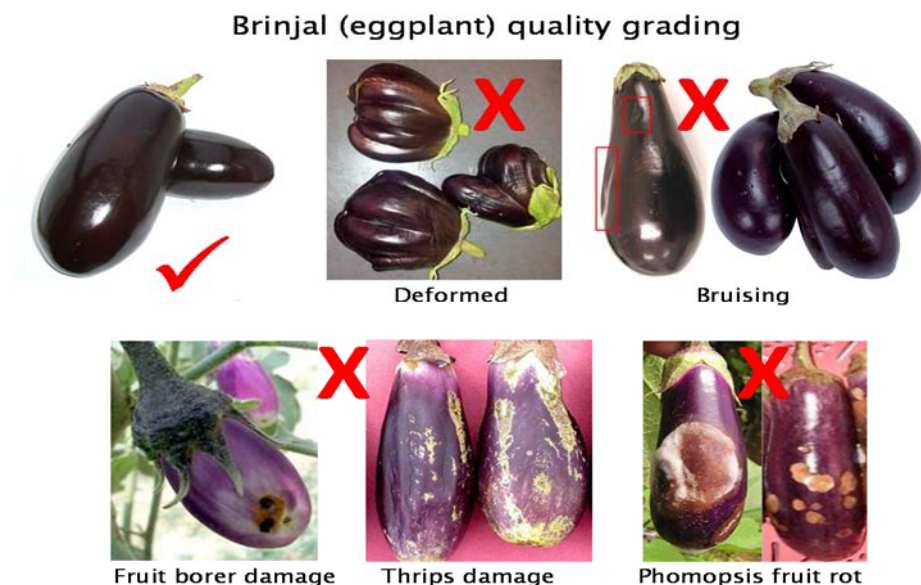 Brinjal (eggplant) quality grading
X
X
Deformed
Bruising
X
X
Fruit borer damage
Thrips damage
Phomopsis fruit rot